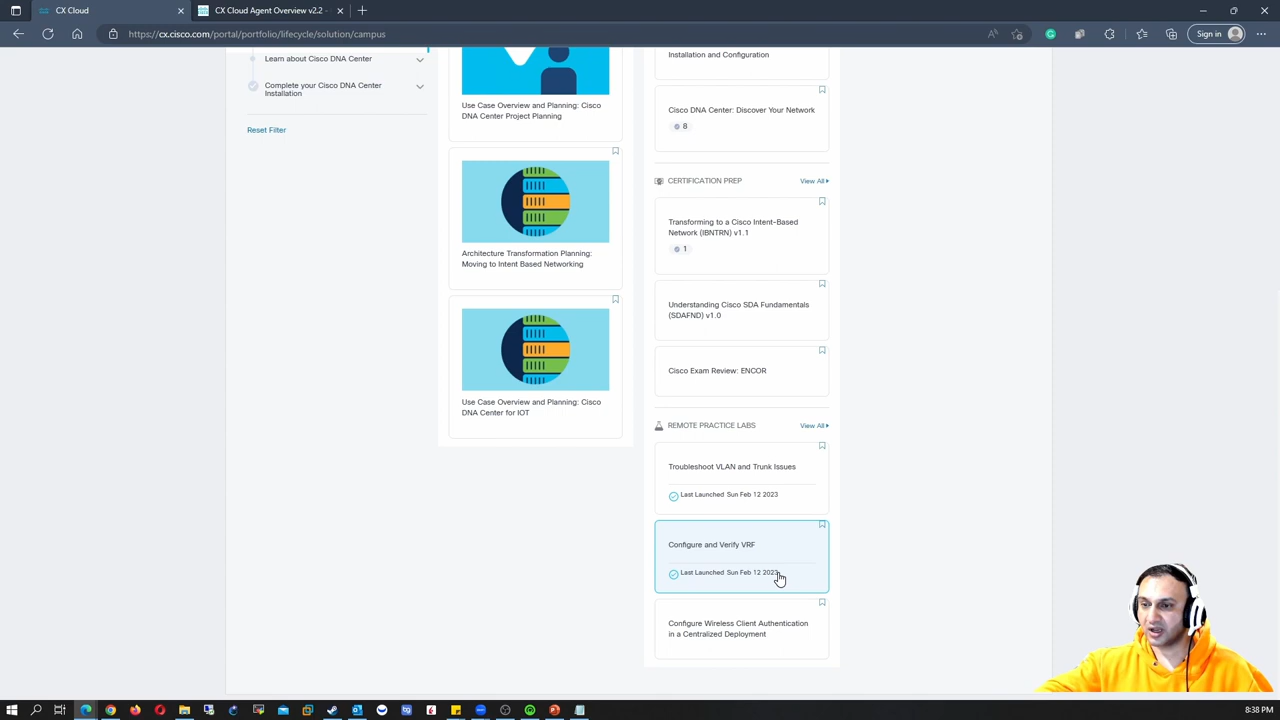 CX Cloud
CX Cloud Agent Overview v2.2 -
https://cx.cisco.com/portal/portfolio/lifecycle/solution/campus
Sign in
Learn about Cisco DNA Center
Complete your Cisco DNA Center
Installation
Reset Filter
Use Case Overview and Planning: Cisco
DNA Center Project Planning
Architecture Transformation Planning:
Moving to Intent Based Networking
Use Case Overview and Planning: Cisco
DNA Center for IOT
Installation and Configuration
Cisco DNA Center: Discover Your Network
8
CERTIFICATION PREP
View All
Transforming to a Cisco Intent-Based
Network (IBNTRN) v1.1
1
Understanding Cisco SDA Fundamentals
(SDAFND) v1.0
Cisco Exam Review: ENCOR
REMOTE PRACTICE LABS
View All
Troubleshoot VLAN and Trunk Issues
Last Launched Sun Feb 12 2023
Configure and Verify VRF
Last Launched Sun Feb 12 2023
Configure Wireless Client Authentication
in a Centralized Deployment
8:38 PM